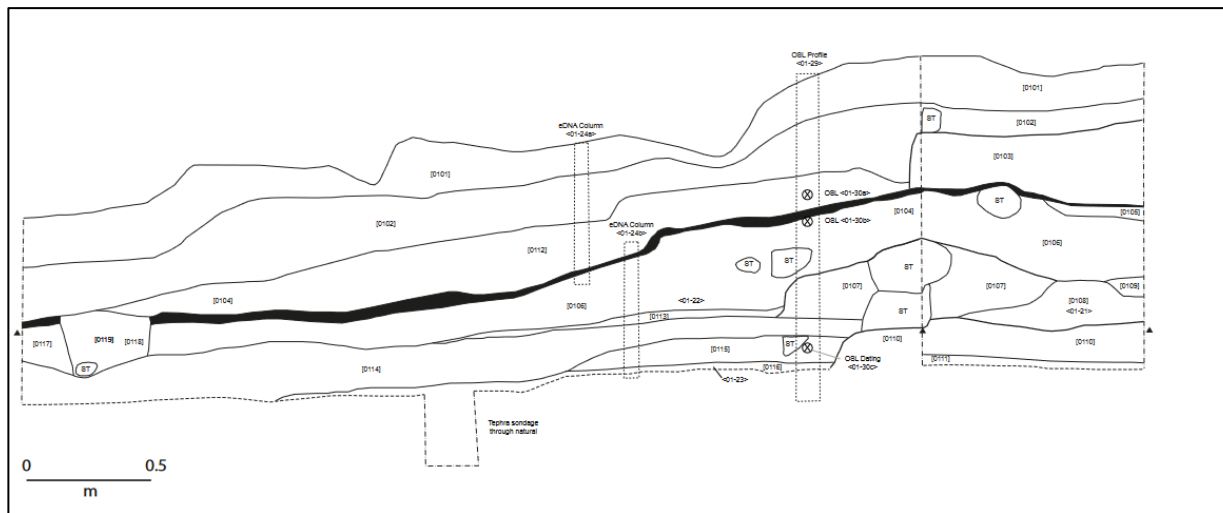 OSL Profile
<01-29>
[0101]
ST
[0102]
eDNA Column
<01-24a>
[0103]
[0101]
OSL <01-30a>
ST
[0104]
[0105]
OSL <01-30b>
[0102]
eDNA Column
<01-24b>
[0112]
[0106]
ST
ST
ST
[0107]
[0107]
[0109]
[0104]
[0106]
<01-22>
[0108]
<01-21>
[0113]
ST
[0117]
[0119]
[0118]
[0110]
[0110]
ST
[0115]
[0111]
OSL Dating
<01-30c>
ST
[0114]
[0116]
<01-23>
Tephra sondage
through natural
0
0.5
m